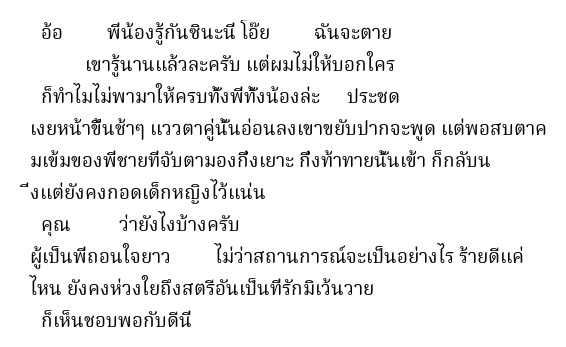 อ้อ พี่น้องรู้กันซินะนี่ โอ๊ย ฉันจะตาย
เขารู้นานแล้วละครับ แต่ผมไม่ให้บอกใคร
ก็ทำไมไม่พามาให้ครบทั้งพี่ทั้งน้องล่ะ ประชด
เงยหน้าขึ้นช้าๆ แววตาคู่นั้นอ่อนลงเขาขยับปากจะพูด แต่พอสบตาค
มเข้มของพี่ชายที่จับตามองกึ่งเยาะ กึ่งท้าทายนั้นเข้า ก็กลับน
ิ่งแต่ยังคงกอดเด็กหญิงไว้แน่น
คุณ ว่ายังไงบ้างครับ
ผู้เป็นพี่ถอนใจยาว ไม่ว่าสถานการณ์จะเป็นอย่างไร ร้ายดีแค่
ไหน ยังคงห่วงใยถึงสตรีอันเป็นที่รักมิเว้นวาย
ก็เห็นชอบพอกับดีนี่